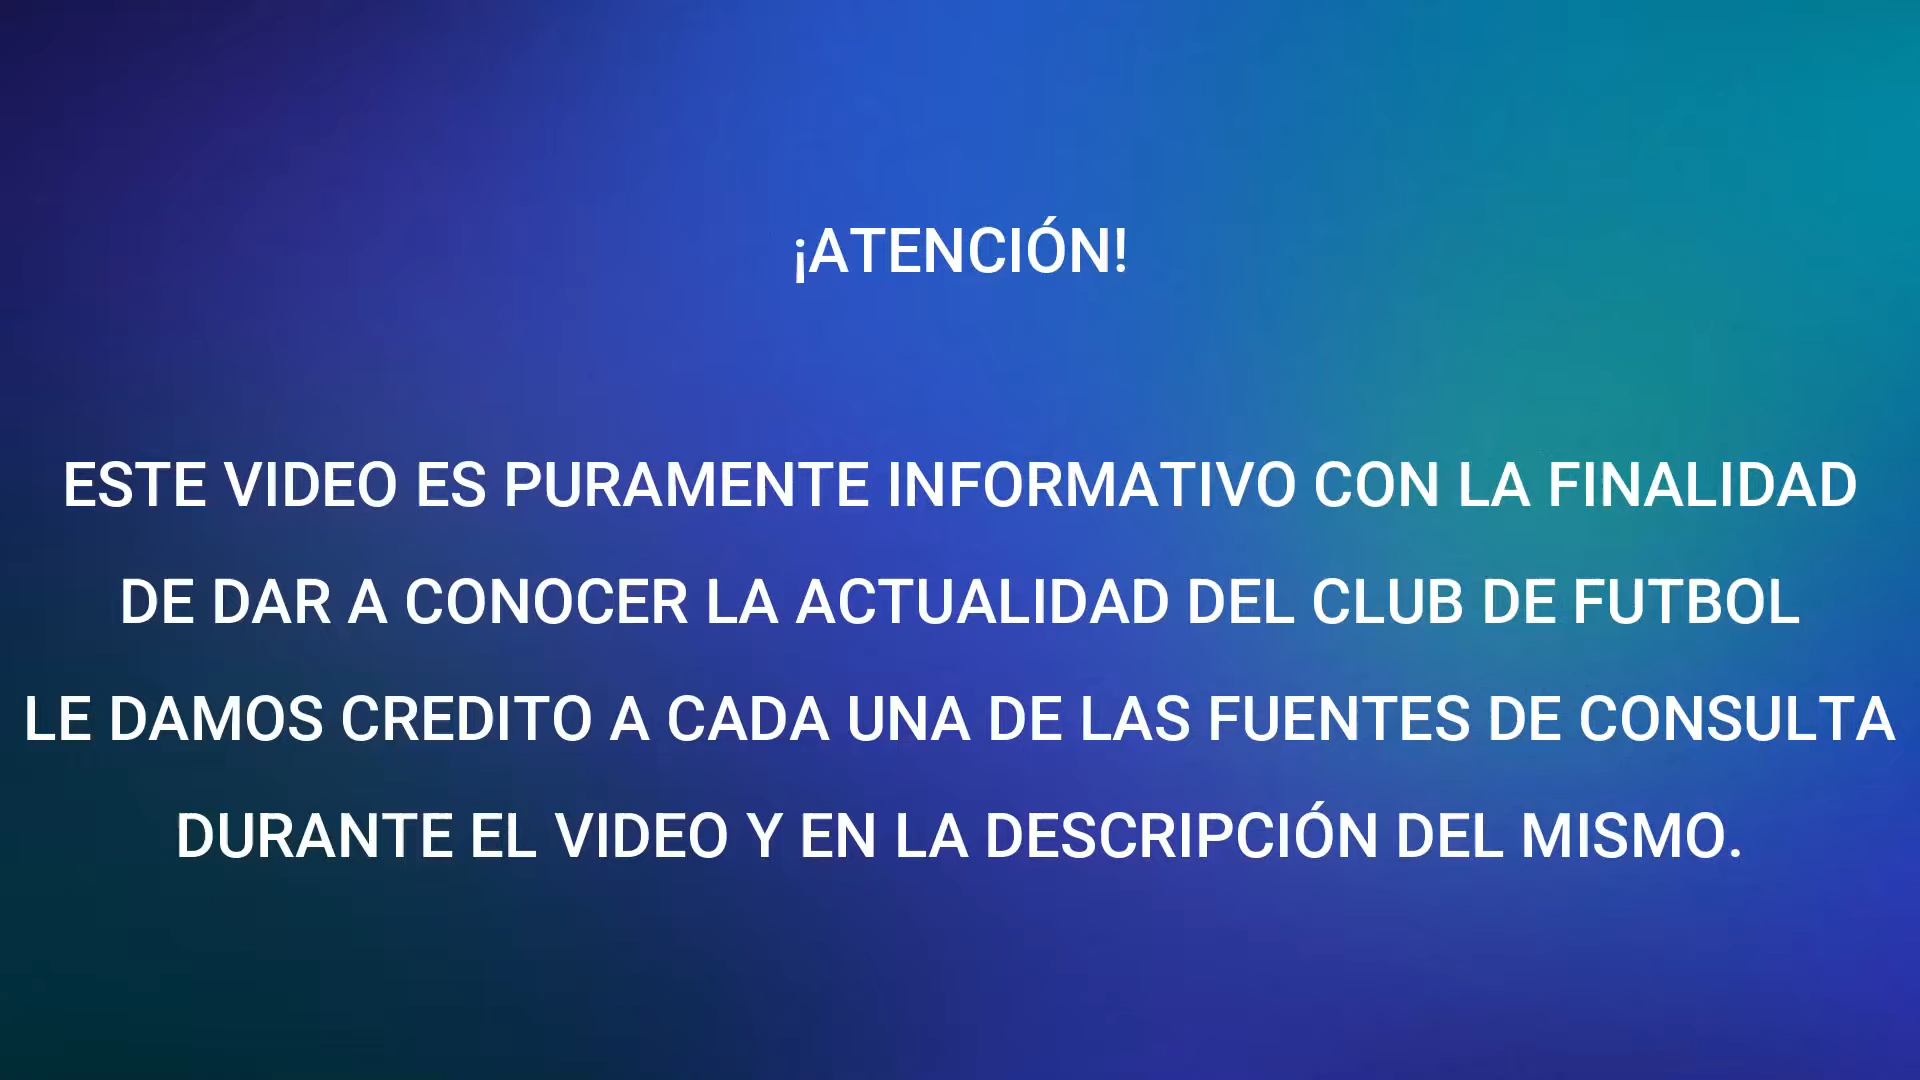 ¡ATENCIÓN!
ESTE VIDEO ES PURAMENTE INFORMATIVO CON LA FINALIDAD
DE DAR A CONOCER LA ACTUALIDAD DEL CLUB DE FUTBOL
LE DAMOS CREDITO A CADA UNA DE LAS FUENTES DE CONSULTA
DURANTE EL VIDEO Y EN LA DESCRIPCIÓN DEL MISMO.